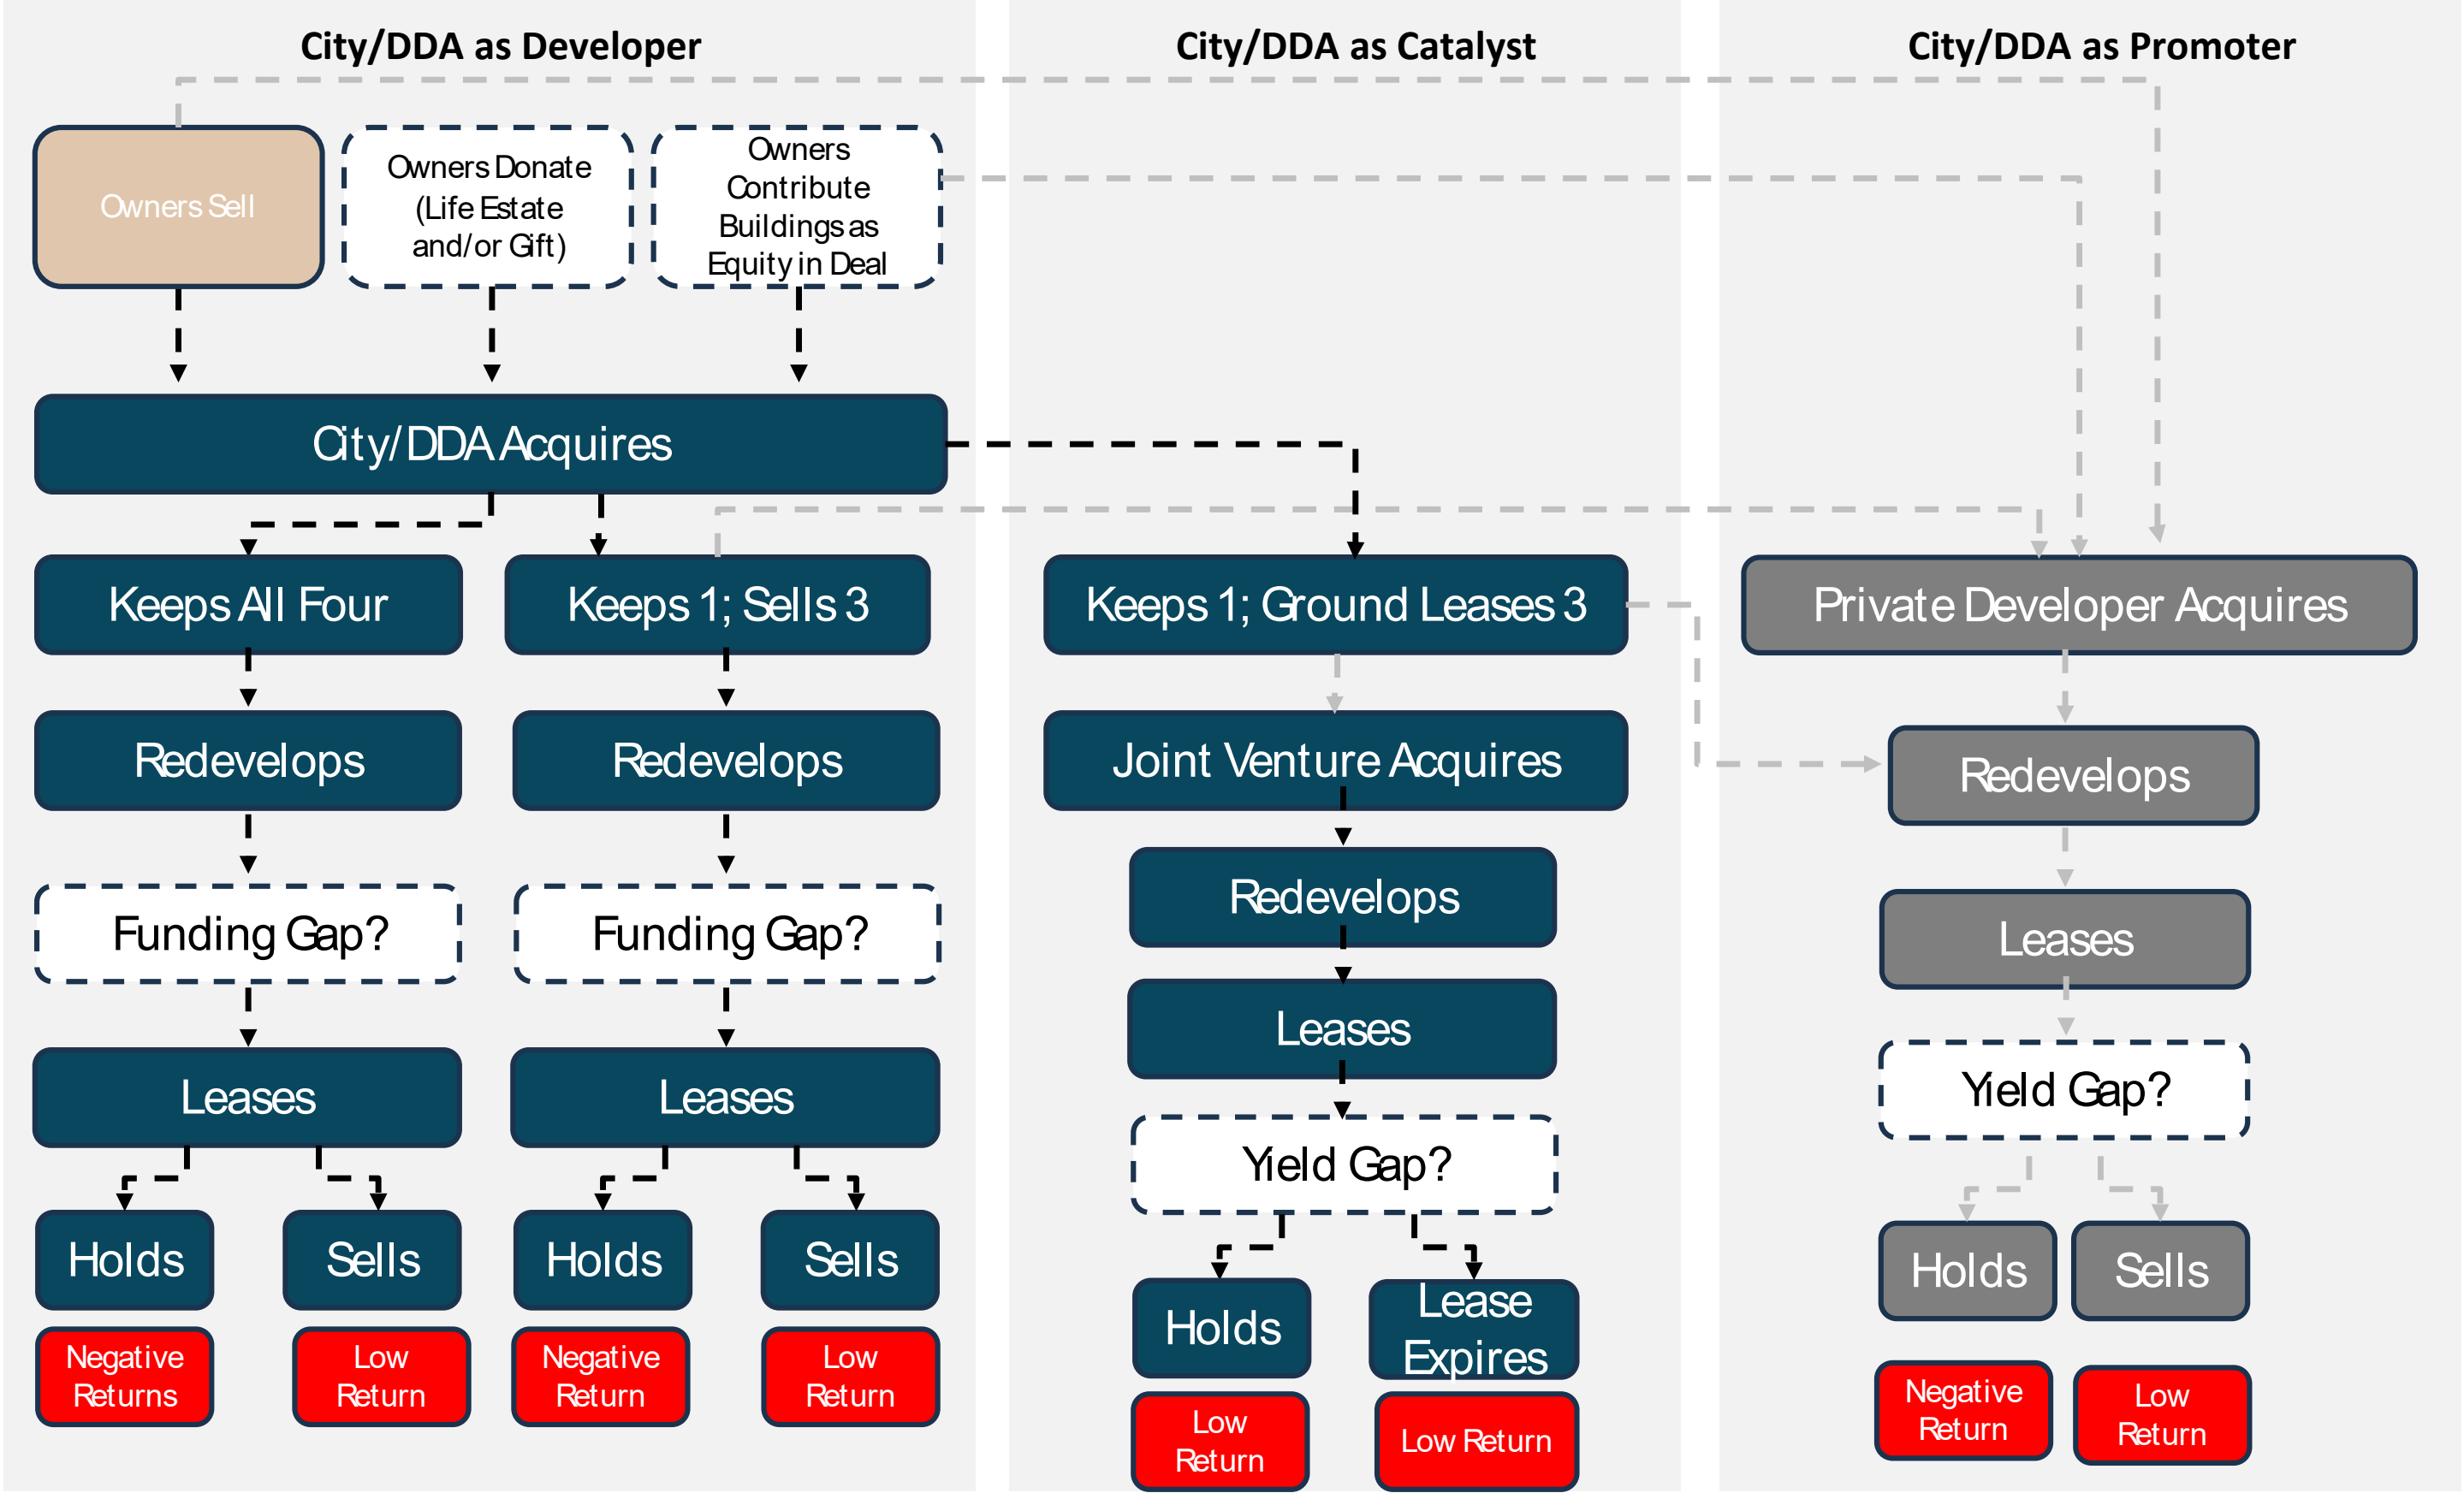 City/DDA as Developer
City/DDA as Catalyst
City/DDA as Promoter
Owners Sell
Owners Donate
(Life Estate
and/or Gift)
Owners
Contribute
Buildings as
Equity in Deal
City/DDA Acquires
Keeps All Four
Keeps 1; Sells 3
Keeps 1; Ground Leases 3
Private Developer Acquires
Redevelops
Redevelops
Joint Venture Acquires
Redevelops
Funding Gap?
Funding Gap?
Redevelops
Leases
Leases
Leases
Leases
Yield Gap?
Yield Gap?
Holds
Sells
Holds
Sells
Holds
Lease
Expires
Holds
Sells
Negative
Returns
Low
Return
Negative
Return
Low
Return
Low
Return
Low Return
Negative
Return
Low
Return